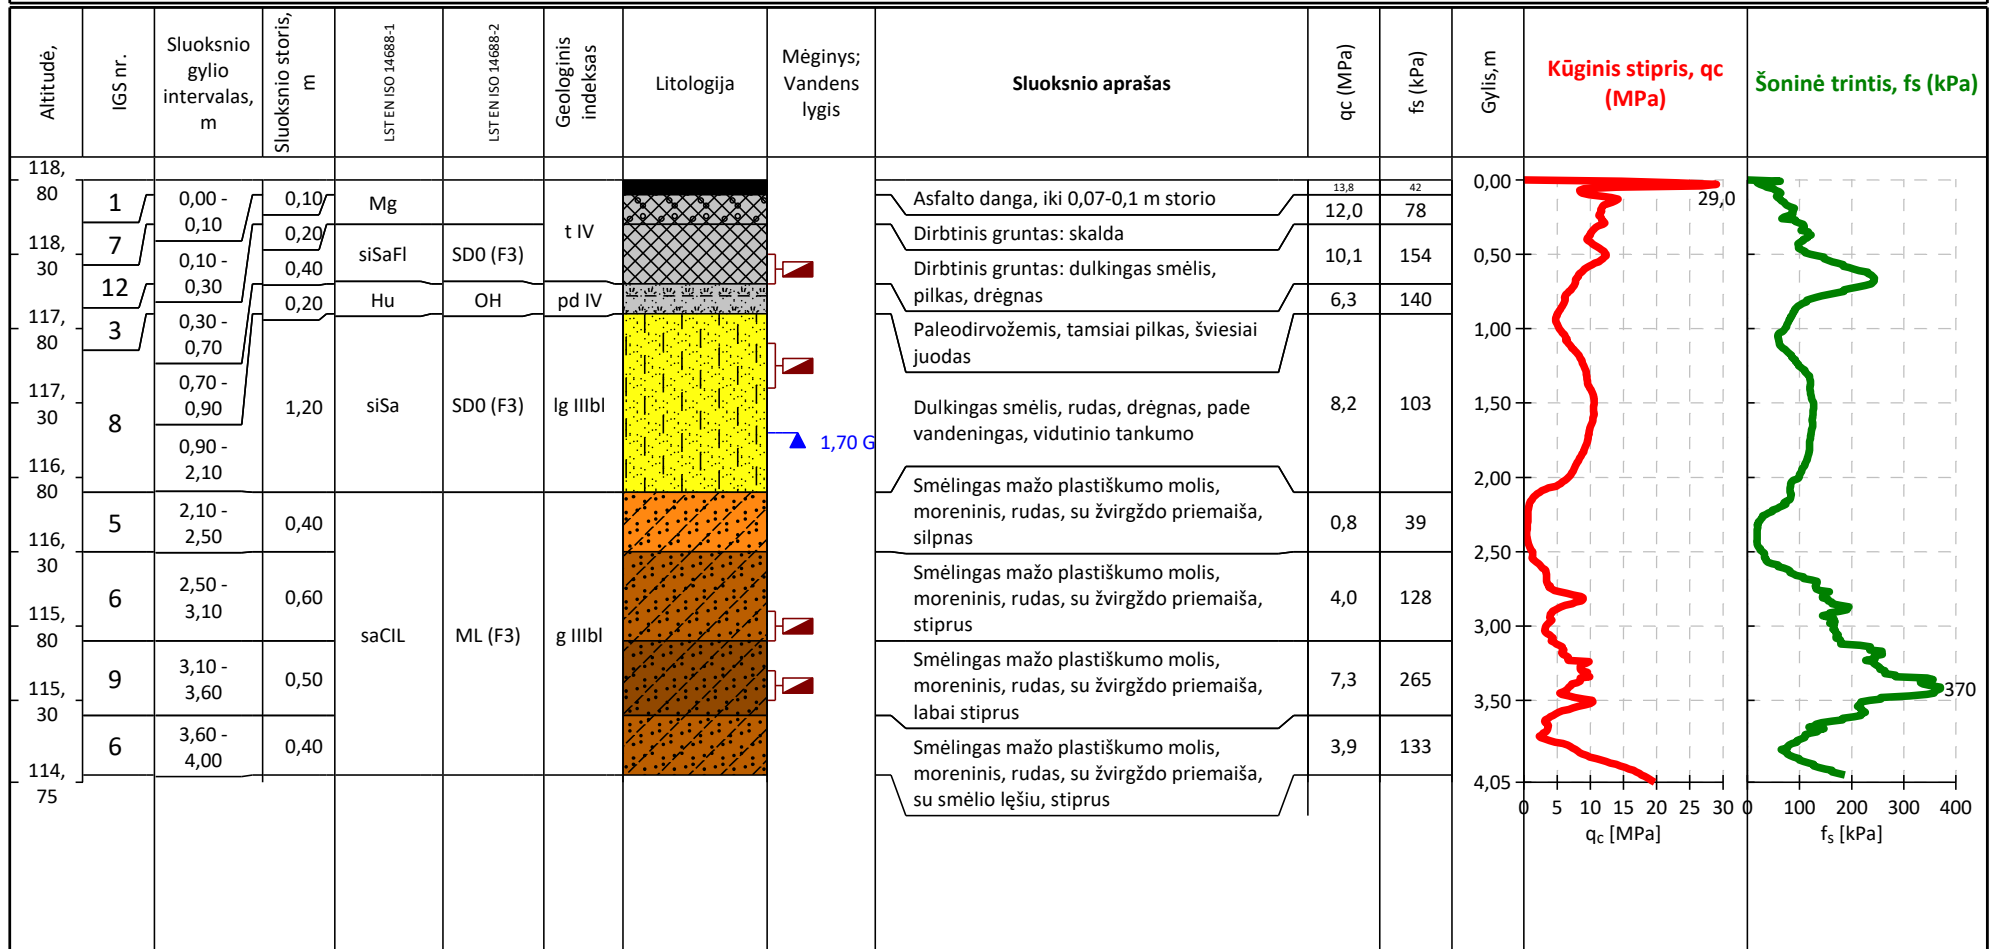 Altitudė,
IGS nr.
Sluoksnio
gylio
intervalas,
m
Sluoksnio storis,
m
LST EN ISO 14688-1
LST EN ISO 14688-2
Geologinis
indeksas
Litologija
Mėginys;
Vandens
lygis
Sluoksnio aprašas
qc (MPa)
fs (kPa)
Gylis,m
Kūginis stipris, qc
(MPa)
Šoninė trintis, fs (kPa)
118,
80
118,
30
117,
80
117,
30
116,
80
116,
30
115,
80
115,
30
114,
75
1
7
12
3
8
5
6
9
6
0,00 -
0,10
0,10 -
0,30
0,30 -
0,70
0,70 -
0,90
0,90 -
2,10
2,10 -
2,50
2,50 -
3,10
3,10 -
3,60
3,60 -
4,00
0,10
0,20
0,40
0,20
1,20
0,40
0,60
0,50
0,40
Mg
siSaFl
Hu
siSa
saCIL
SD0 (F3)
OH
SD0 (F3)
ML (F3)
t IV
pd IV
lg IIIbl
g IIIbl
1,70 G
Asfalto danga, iki 0,07-0,1 m storio
Dirbtinis gruntas: skalda
Dirbtinis gruntas: dulkingas smėlis,
pilkas, drėgnas
Paleodirvožemis, tamsiai pilkas, šviesiai
juodas
Dulkingas smėlis, rudas, drėgnas, pade
vandeningas, vidutinio tankumo
Smėlingas mažo plastiškumo molis,
moreninis, rudas, su žvirgždo priemaiša,
silpnas
Smėlingas mažo plastiškumo molis,
moreninis, rudas, su žvirgždo priemaiša,
stiprus
Smėlingas mažo plastiškumo molis,
moreninis, rudas, su žvirgždo priemaiša,
labai stiprus
Smėlingas mažo plastiškumo molis,
moreninis, rudas, su žvirgždo priemaiša,
su smėlio lęšiu, stiprus
13,8 42
12,0 78
10,1 154
6,3 140
8,2 103
0,8 39
4,0 128
7,3 265
3,9 133
0,00
0,50
1,00
1,50
2,00
2,50
3,00
3,50
4,05
29,0
0 5 10 15 20 25 30
qc [MPa]
370
0 100 200 300 400
fs [kPa]